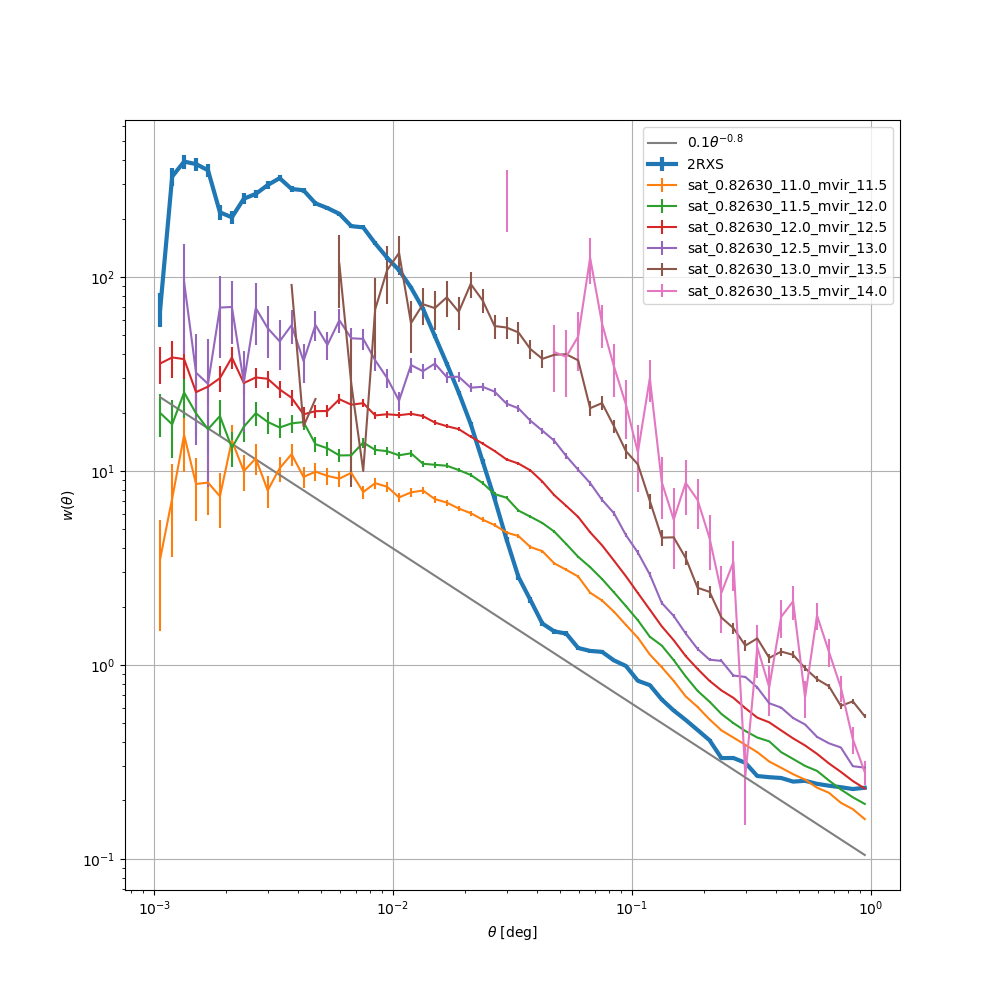 0.1θ^{-0.8}
2RXS
sat_0.82630_11.0_mvir_11.5
sat_0.82630_11.5_mvir_12.0
sat_0.82630_12.0_mvir_12.5
sat_0.82630_12.5_mvir_13.0
sat_0.82630_13.0_mvir_13.5
sat_0.82630_13.5_mvir_14.0
10^{2}
10^{1}
w(θ)
10^{0}
10^{-1}
10^{-3} 10^{-2} 10^{-1} 10^{0}
θ [deg]